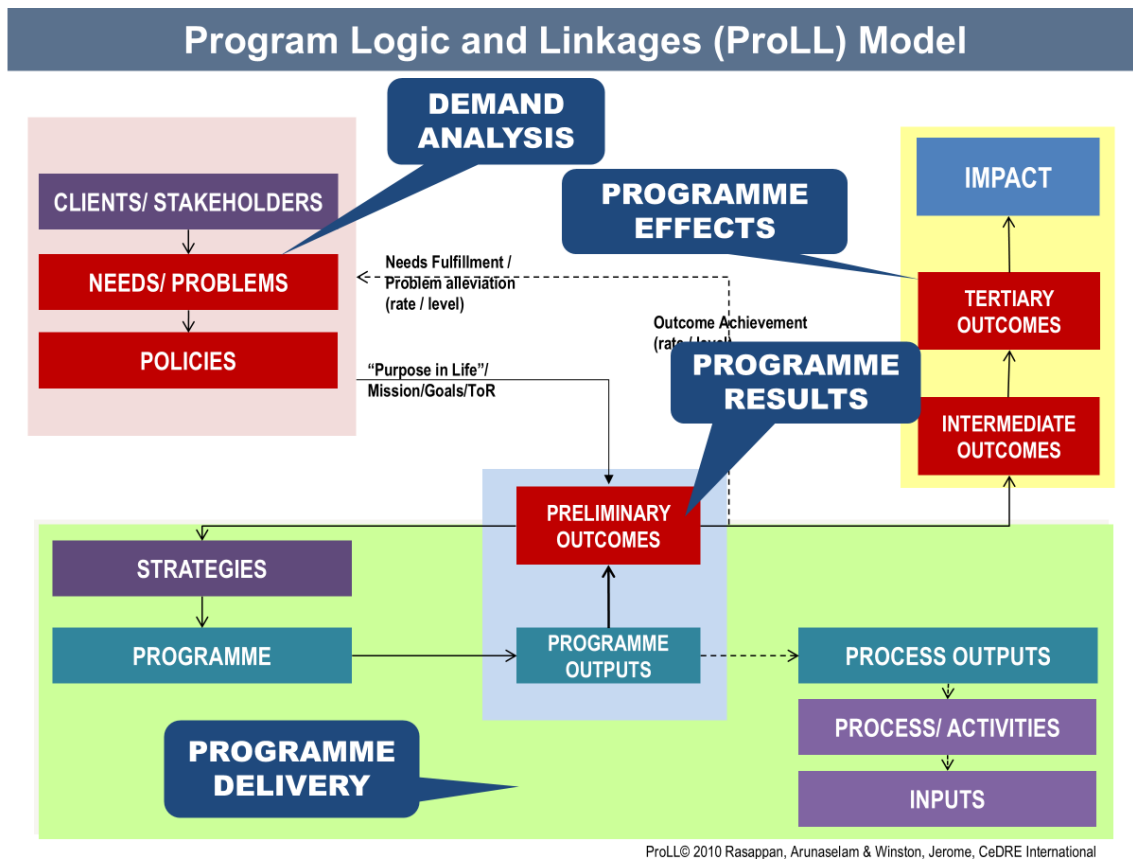 Program Logic and Linkages (ProLL) Model
DEMAND
ANALYSIS
CLIENTS/ STAKEHOLDERS
NEEDS/ PROBLEMS
POLICIES
PROGRAMME
EFFECTS
IMPACT
TERTIARY
OUTCOMES
INTERMEDIATE
OUTCOMES
Needs Fulfillment /
Problem alleviation
(rate / level)
Outcome Achievement
(rate / level)
"Purpose in Life"/
Mission/Goals/ToR
PROGRAMME
RESULTS
PRELIMINARY
OUTCOMES
STRATEGIES
PROGRAMME
PROGRAMME
OUTPUTS
PROCESS OUTPUTS
PROCESS/ ACTIVITIES
INPUTS
PROGRAMME
DELIVERY
ProLL© 2010 Rasappan, Arunaselam & Winston, Jerome, CeDRE International